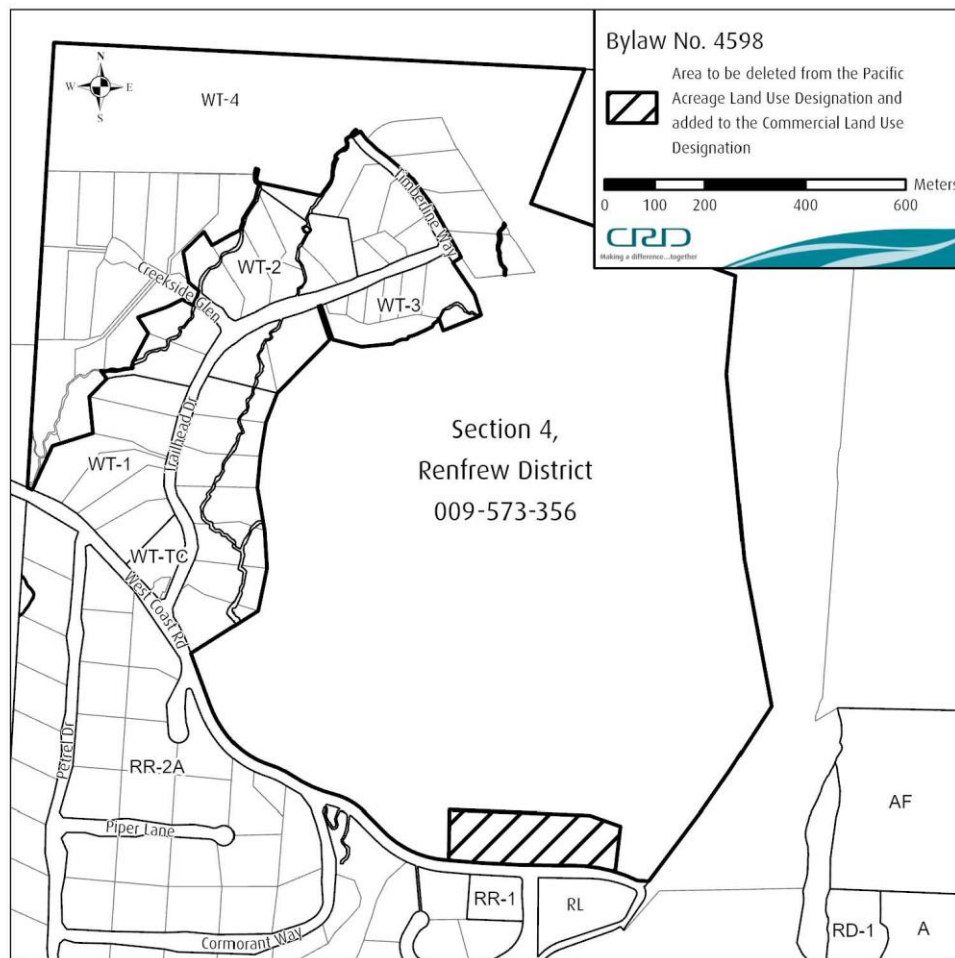 Bylaw No. 4598
Area to be deleted from the Pacific
Acreage Land Use Designation and
added to the Commercial Land Use
Designation
Meters
0 100 200 400 600
CRD
Making a difference...together
N
W E
S
WT-4
Timberline Way
WT-2
Creekside Glen
WT-3
Trailhead Dr
Section 4,
Renfrew District
009-573-356
WT-1
WT-TC
West Coast Rd
Petrel Dr
RR-2A
Piper Lane
AF
RR-1
RL
RD-1
A
Cormorant Way